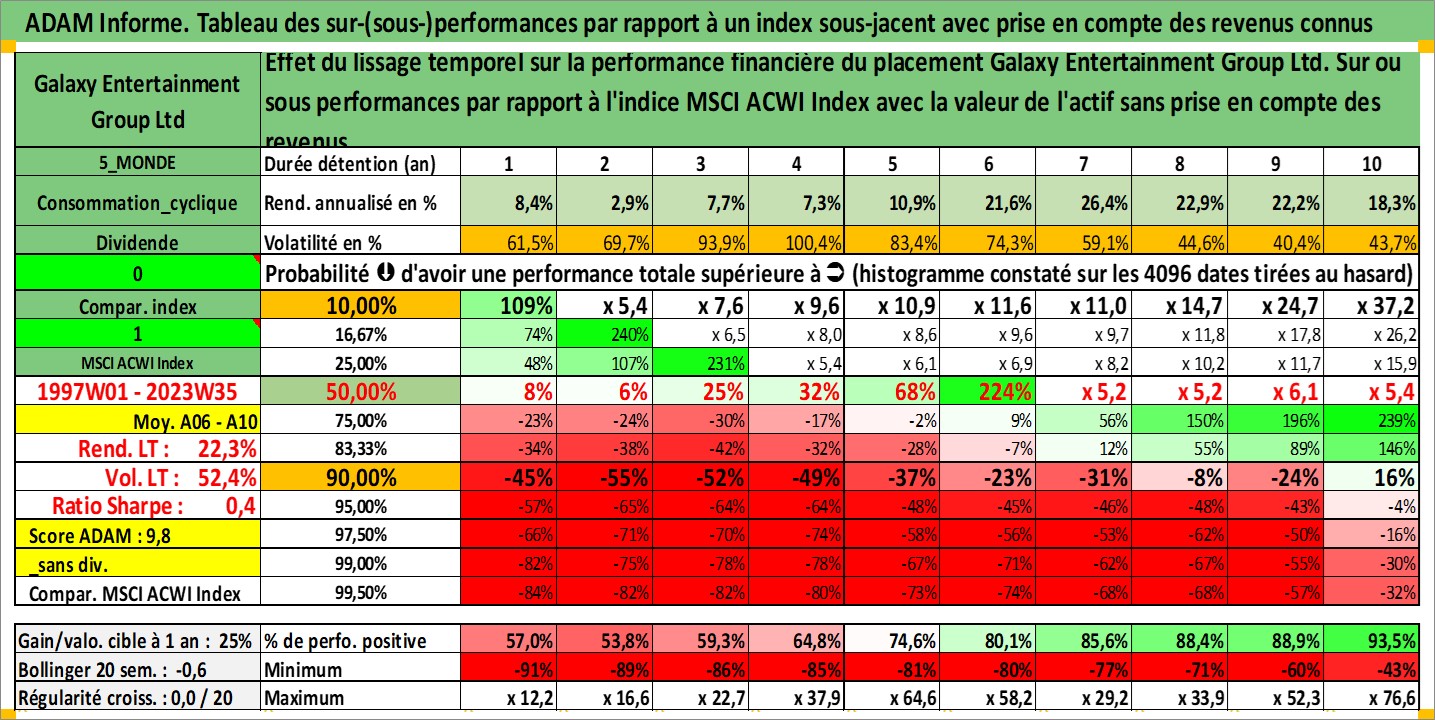 ADAM Informe. Tableau des sur-(sous-)performances par rapport à un index sous-jacent avec prise en compte des revenus connus
Galaxy Entertainment
Group Ltd
Effet du lissage temporel sur la performance financière du placement Galaxy Entertainment Group Ltd. Sur ou
sous performances par rapport à l'indice MSCI ACWI Index avec la valeur de l'actif sans prise en compte des
revenus
5_MONDE Durée détention (an) 1 2 3 4 5 6 7 8 9 10
Consommation_cyclique Rend. annualisé en % 8,4% 2,9% 7,7% 7,3% 10,9% 21,6% 26,4% 22,9% 22,2% 18,3%
Dividende Volatilité en % 61,5% 69,7% 93,9% 100,4% 83,4% 74,3% 59,1% 44,6% 40,4% 43,7%
0 Probabilité ⮋ d'avoir une performance totale supérieure à ⮊ (histogramme constaté sur les 4096 dates tirées au hasard)
Compar. index 10,00% 109% x 5,4 x 7,6 x 9,6 x 10,9 x 11,6 x 11,0 x 14,7 x 24,7 x 37,2
1 16,67% 74% 240% x 6,5 x 8,0 x 8,6 x 9,6 x 9,7 x 11,8 x 17,8 x 26,2
MSCI ACWI Index 25,00% 48% 107% 231% x 5,4 x 6,1 x 6,9 x 8,2 x 10,2 x 11,7 x 15,9
1997W01 - 2023W35 50,00% 8% 6% 25% 32% 68% 224% x 5,2 x 5,2 x 6,1 x 5,4
Moy. A06 - A10 75,00% -23% -24% -30% -17% -2% 9% 56% 150% 196% 239%
Rend. LT : 22,3% 83,33% -34% -38% -42% -32% -28% -7% 12% 55% 89% 146%
Vol. LT : 52,4% 90,00% -45% -55% -52% -49% -37% -23% -31% -8% -24% 16%
Ratio Sharpe : 0,4 95,00% -57% -65% -64% -64% -48% -45% -46% -48% -43% -4%
Score ADAM : 9,8 97,50% -66% -71% -70% -74% -58% -56% -53% -62% -50% -16%
_sans div. 99,00% -82% -75% -78% -78% -67% -71% -62% -67% -55% -30%
Compar. MSCI ACWI Index 99,50% -84% -82% -82% -80% -73% -74% -68% -68% -57% -32%
Gain/valo. cible à 1 an : 25% % de perfo. positive 57,0% 53,8% 59,3% 64,8% 74,6% 80,1% 85,6% 88,4% 88,9% 93,5%
Bollinger 20 sem. : -0,6 Minimum -91% -89% -86% -85% -81% -80% -77% -71% -60% -43%
Régularité croiss. : 0,0 / 20 Maximum x 12,2 x 16,6 x 22,7 x 37,9 x 64,6 x 58,2 x 29,2 x 33,9 x 52,3 x 76,6